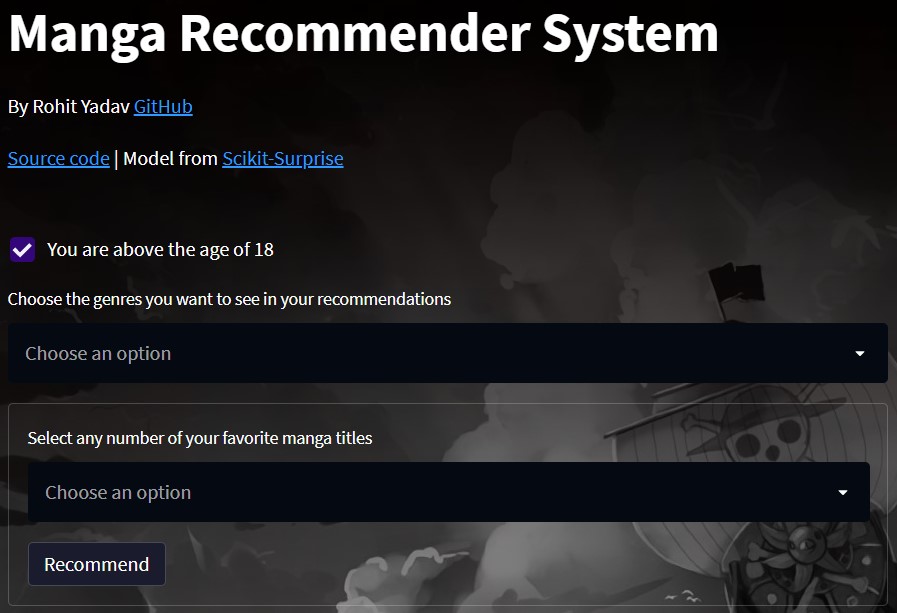 Manga Recommender System
By Rohit Yadav GitHub
Source code | Model from Scikit-Surprise
You are above the age of 18
Choose the genres you want to see in your recommendations
Choose an option
Select any number of your favorite manga titles
Choose an option
Recommend